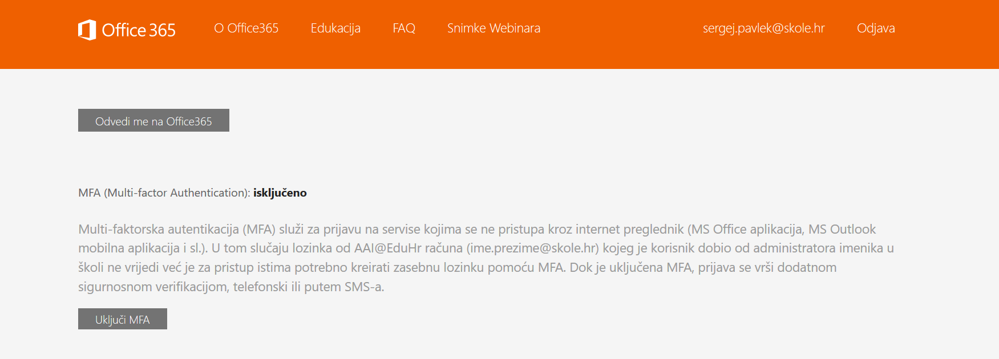 Office 365
O Office365
Edukacija
FAQ
Snimke Webinara
sergej.pavlek@skole.hr
Odjava
Odvedi me na Office365
MFA (Multi-factor Authentication): isključeno
Multi-faktorska autentikacija (MFA) služi za prijavu na servise kojima se ne pristupa kroz internet preglednik (MS Office aplikacija, MS Outlook
mobilna aplikacija i sl.). U tom slučaju lozinka od AAI@EduHr računa (ime.prezime@skole.hr) kojeg je korisnik dobio od administratora imenika u
školi ne vrijedi već je za pristup istima potrebno kreirati zasebnu lozinku pomoću MFA. Dok je uključena MFA, prijava se vrši dodatnom
sigurnosnom verifikacijom, telefonski ili putem SMS-a.
Uključi MFA